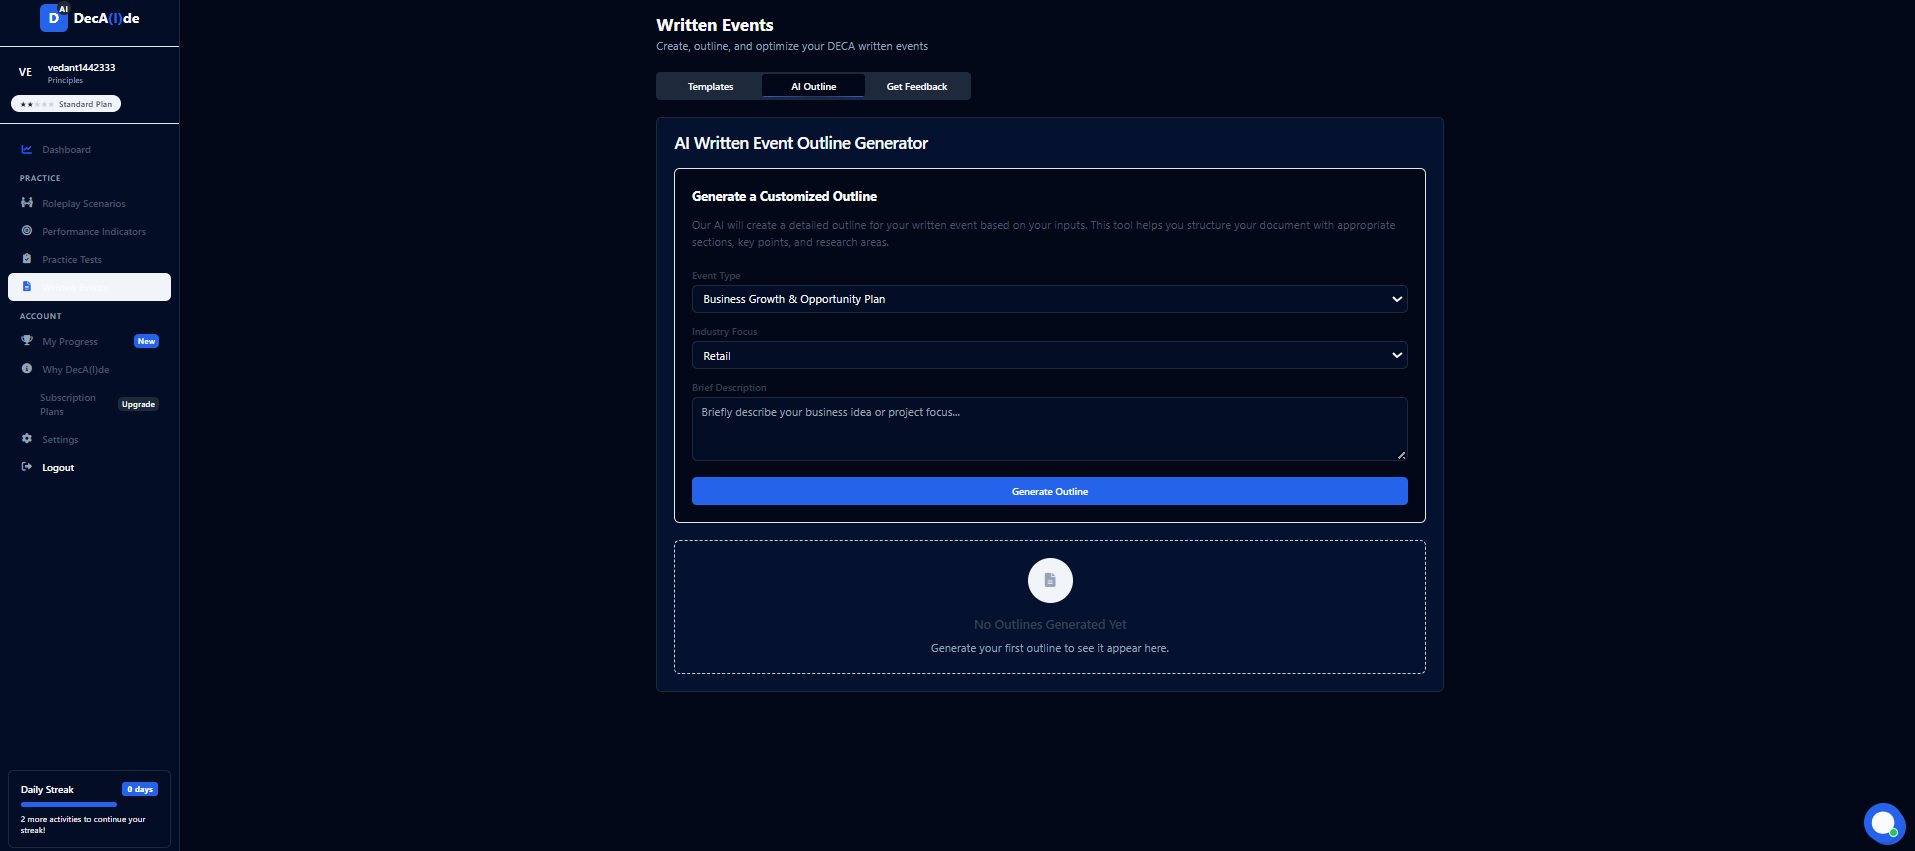 D AI DecA(I)de
VE vedant1442333
Principles
★★★★★ Standard Plan
Dashboard
PRACTICE
Roleplay Scenarios
Performance Indicators
Practice Tests
ACCOUNT
My Progress New
Why DecA(I)de
Subscription
Plans Upgrade
Settings
Logout
Daily Streak 0 days
2 more activities to continue your
streak!
Written Events
Create, outline, and optimize your DECA written events
Templates AI Outline Get Feedback
AI Written Event Outline Generator
Generate a Customized Outline
Our AI will create a detailed outline for your written event based on your inputs. This tool helps you structure your document with appropriate
sections, key points, and research areas.
Event Type
Business Growth & Opportunity Plan
Industry Focus
Retail
Brief Description
Briefly describe your business idea or project focus...
Generate Outline
No Outlines Generated Yet
Generate your first outline to see it appear here.